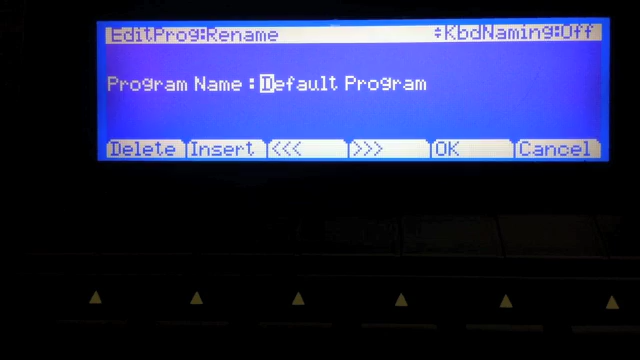 EditProg:Rename ÷KbdNaming:Off
Program Name : Default Program
Delete Insert <<< >>> OK Cancel